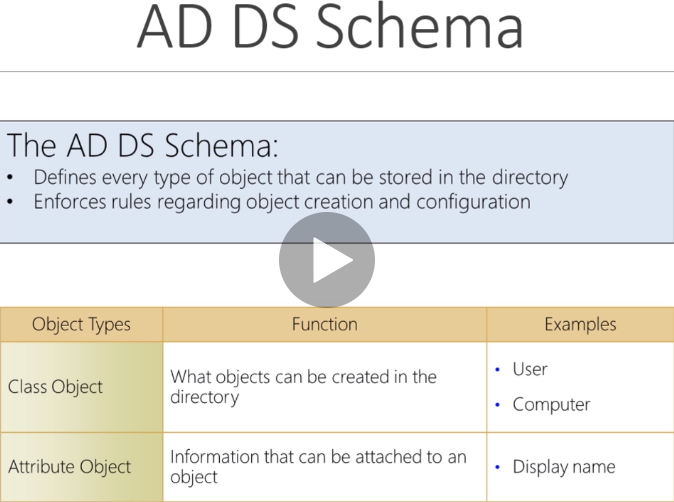 AD DS Schema
The AD DS Schema:
• Defines every type of object that can be stored in the directory
• Enforces rules regarding object creation and configuration
Object Types Function Examples
Class Object
What objects can be created in the
directory
• User
• Computer
Attribute Object
Information that can be attached to an
object
• Display name